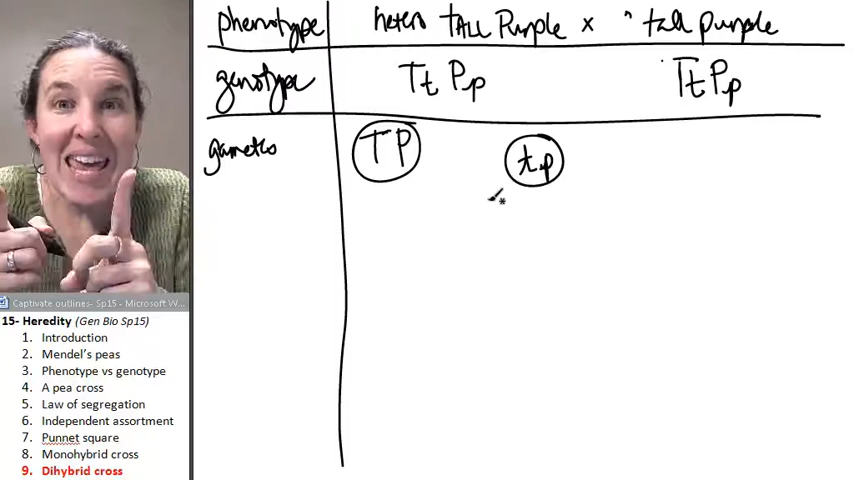 phenotype hetero TALL Purple x " tall purple
genotype Tt Pp Tt Pp
gametes TP tp
Captivate outlines- Sp15 - Microsoft W...
15- Heredity (Gen Bio Sp15)
1. Introduction
2. Mendel's peas
3. Phenotype vs genotype
4. A pea cross
5. Law of segregation
6. Independent assortment
7. Punnet square
8. Monohybrid cross
9. Dihybrid cross